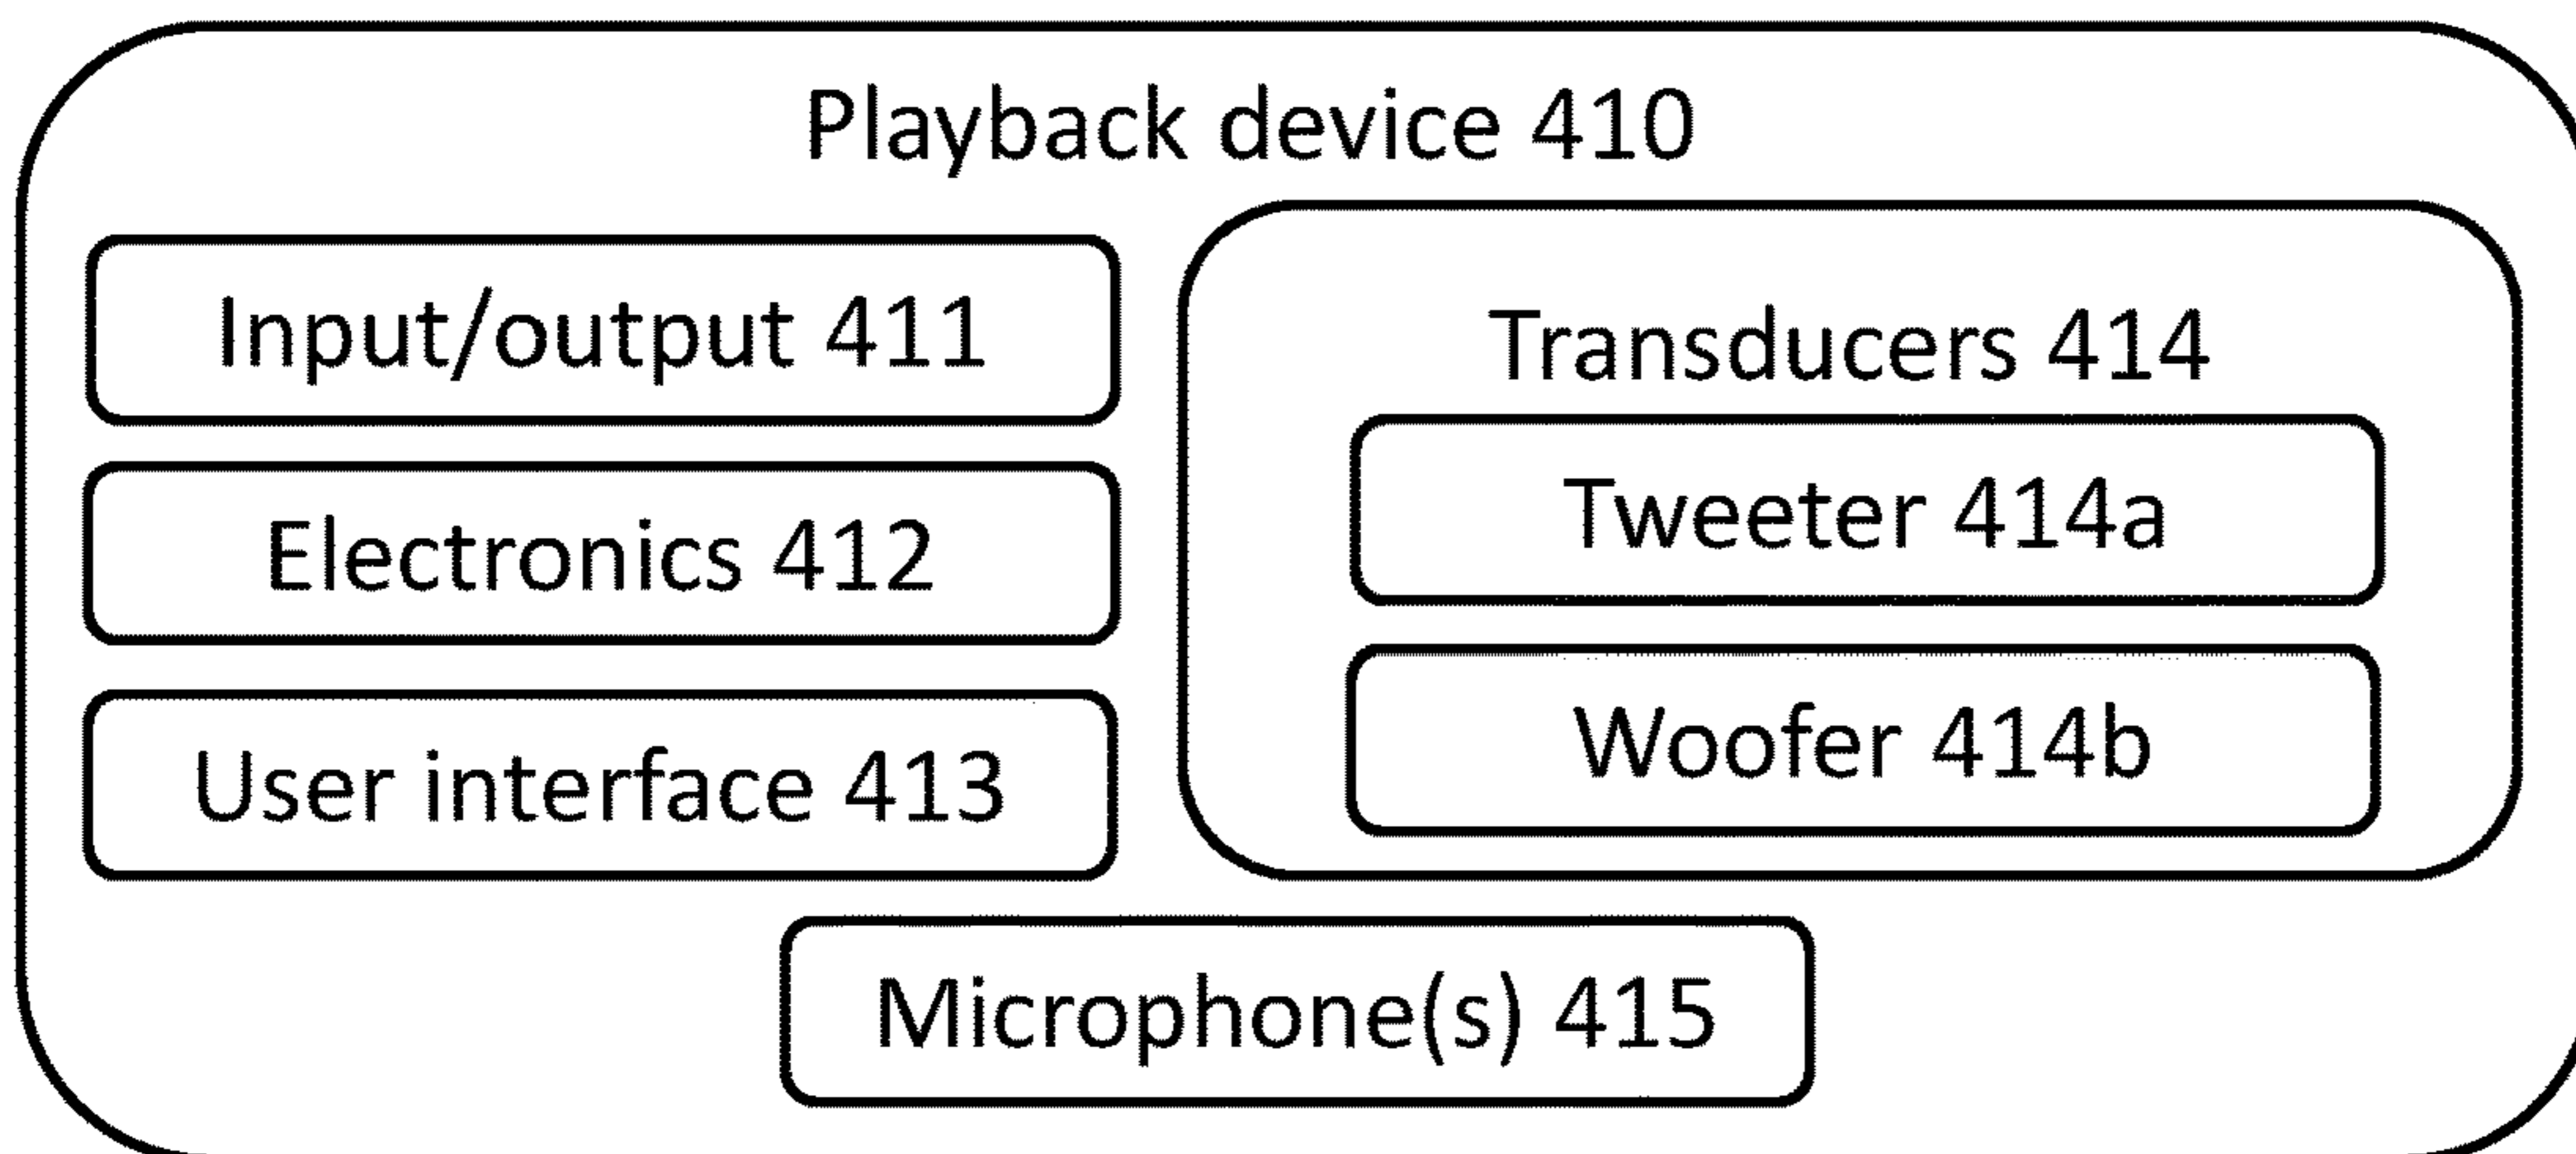 Playback device 410
Input/output 411
Electronics 412
User interface 413
Transducers 414
Tweeter 414a
Woofer 414b
Microphone(s) 415